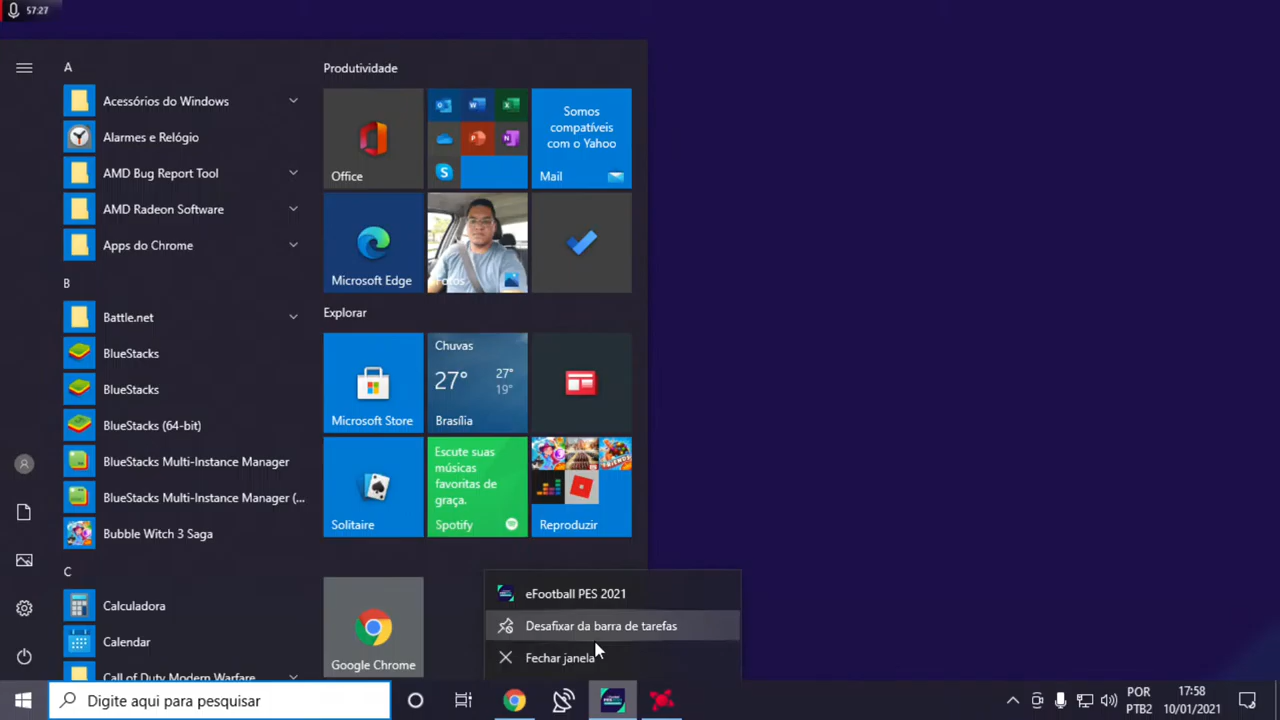 57:27
A
Acessórios do Windows
Alarmes e Relógio
AMD Bug Report Tool
AMD Radeon Software
Apps do Chrome
B
Battle.net
BlueStacks
BlueStacks
BlueStacks (64-bit)
BlueStacks Multi-Instance Manager
BlueStacks Multi-Instance Manager (...
Bubble Witch 3 Saga
C
Calculadora
Calendar
Call of Duty Modern Warfare
Produtividade
Office
Somos
compatíveis
com o Yahoo
Mail
Microsoft Edge
Fotos
Explorar
Microsoft Store
Chuvas
27°
27°
19°
Brasília
Solitaire
Escute suas
músicas
favoritas de
graça.
Spotify
Reproduzir
Google Chrome
eFootball PES 2021
Desafixar da barra de tarefas
Fechar janela
Digite aqui para pesquisar
POR
PTB2
17:58
10/01/2021